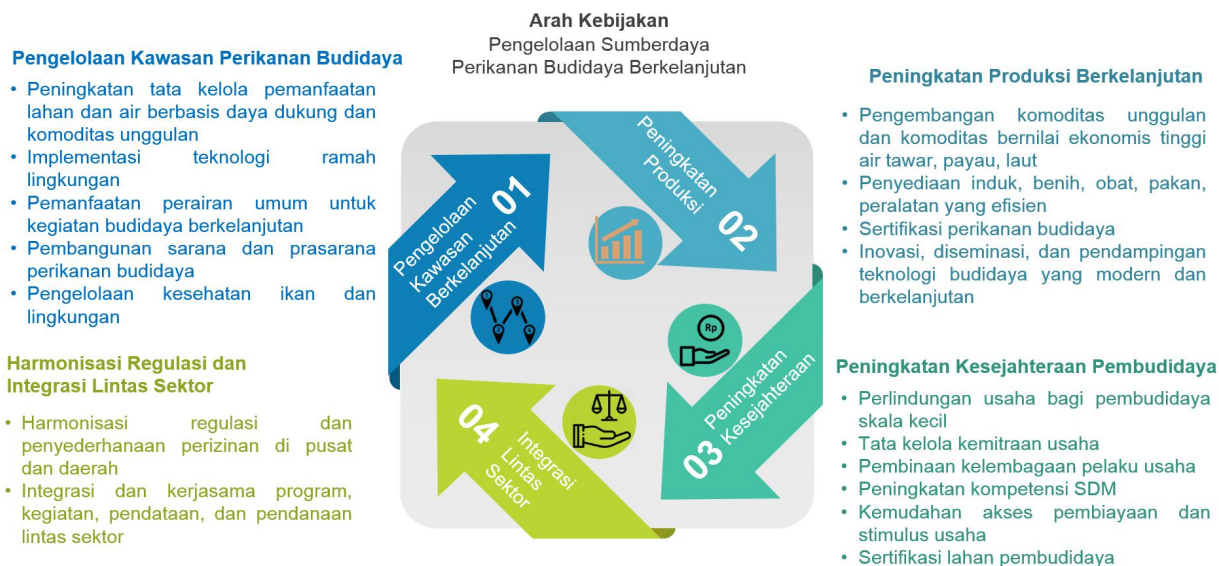 Arah Kebijakan
Pengelolaan Sumberdaya
Perikanan Budidaya Berkelanjutan
Pengelolaan Kawasan Perikanan Budidaya
• Peningkatan tata kelola pemanfaatan
lahan dan air berbasis daya dukung dan
komoditas unggulan
• Implementasi teknologi ramah
lingkungan
• Pemanfaatan perairan umum untuk
kegiatan budidaya berkelanjutan
• Pembangunan sarana dan prasarana
perikanan budidaya
• Pengelolaan kesehatan ikan dan
lingkungan
01
Pengelolaan
Kawasan
Berkelanjutan
Peningkatan
Produksi
02
Peningkatan Produksi Berkelanjutan
• Pengembangan komoditas unggulan
dan komoditas bernilai ekonomis tinggi
air tawar, payau, laut
• Penyediaan induk, benih, obat, pakan,
peralatan yang efisien
• Sertifikasi perikanan budidaya
• Inovasi, diseminasi, dan pendampingan
teknologi budidaya yang modern dan
berkelanjutan
Rp
Peningkatan
Kesejahteraan
03
Peningkatan Kesejahteraan Pembudidaya
• Perlindungan usaha bagi pembudidaya
skala kecil
• Tata kelola kemitraan usaha
• Pembinaan kelembagaan pelaku usaha
• Peningkatan kompetensi SDM
• Kemudahan akses pembiayaan dan
stimulus usaha
• Sertifikasi lahan pembudidaya
04
Integrasi
Lintas
Sektor
Harmonisasi Regulasi dan
Integrasi Lintas Sektor
• Harmonisasi regulasi dan
penyederhanaan perizinan di pusat
dan daerah
• Integrasi dan kerjasama program,
kegiatan, pendataan, dan pendanaan
lintas sektor